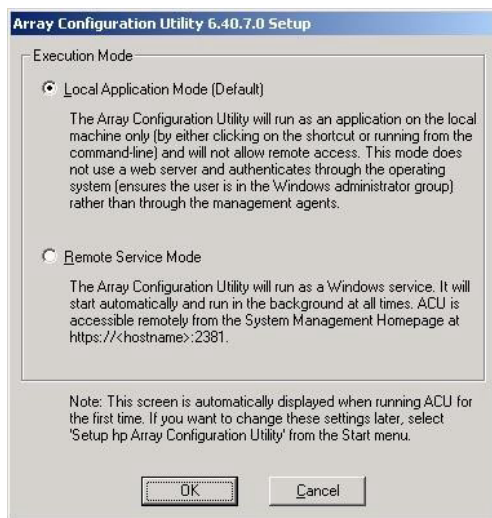 Array Configuration Utility 6.40.7.0 Setup
Execution Mode
Local Application Mode (Default)
The Array Configuration Utility will run as an application on the local
machine only (by either clicking on the shortcut or running from the
command-line) and will not allow remote access. This mode does
not use a web server and authenticates through the operating
system (ensures the user is in the Windows administrator group)
rather than through the management agents.
Remote Service Mode
The Array Configuration Utility will run as a Windows service. It will
start automatically and run in the background at all times. ACU is
accessible remotely from the System Management Homepage at
https://<hostname>:2381.
Note: This screen is automatically displayed when running ACU for
the first time. If you want to change these settings later, select
'Setup hp Array Configuration Utility' from the Start menu.
OK
Cancel